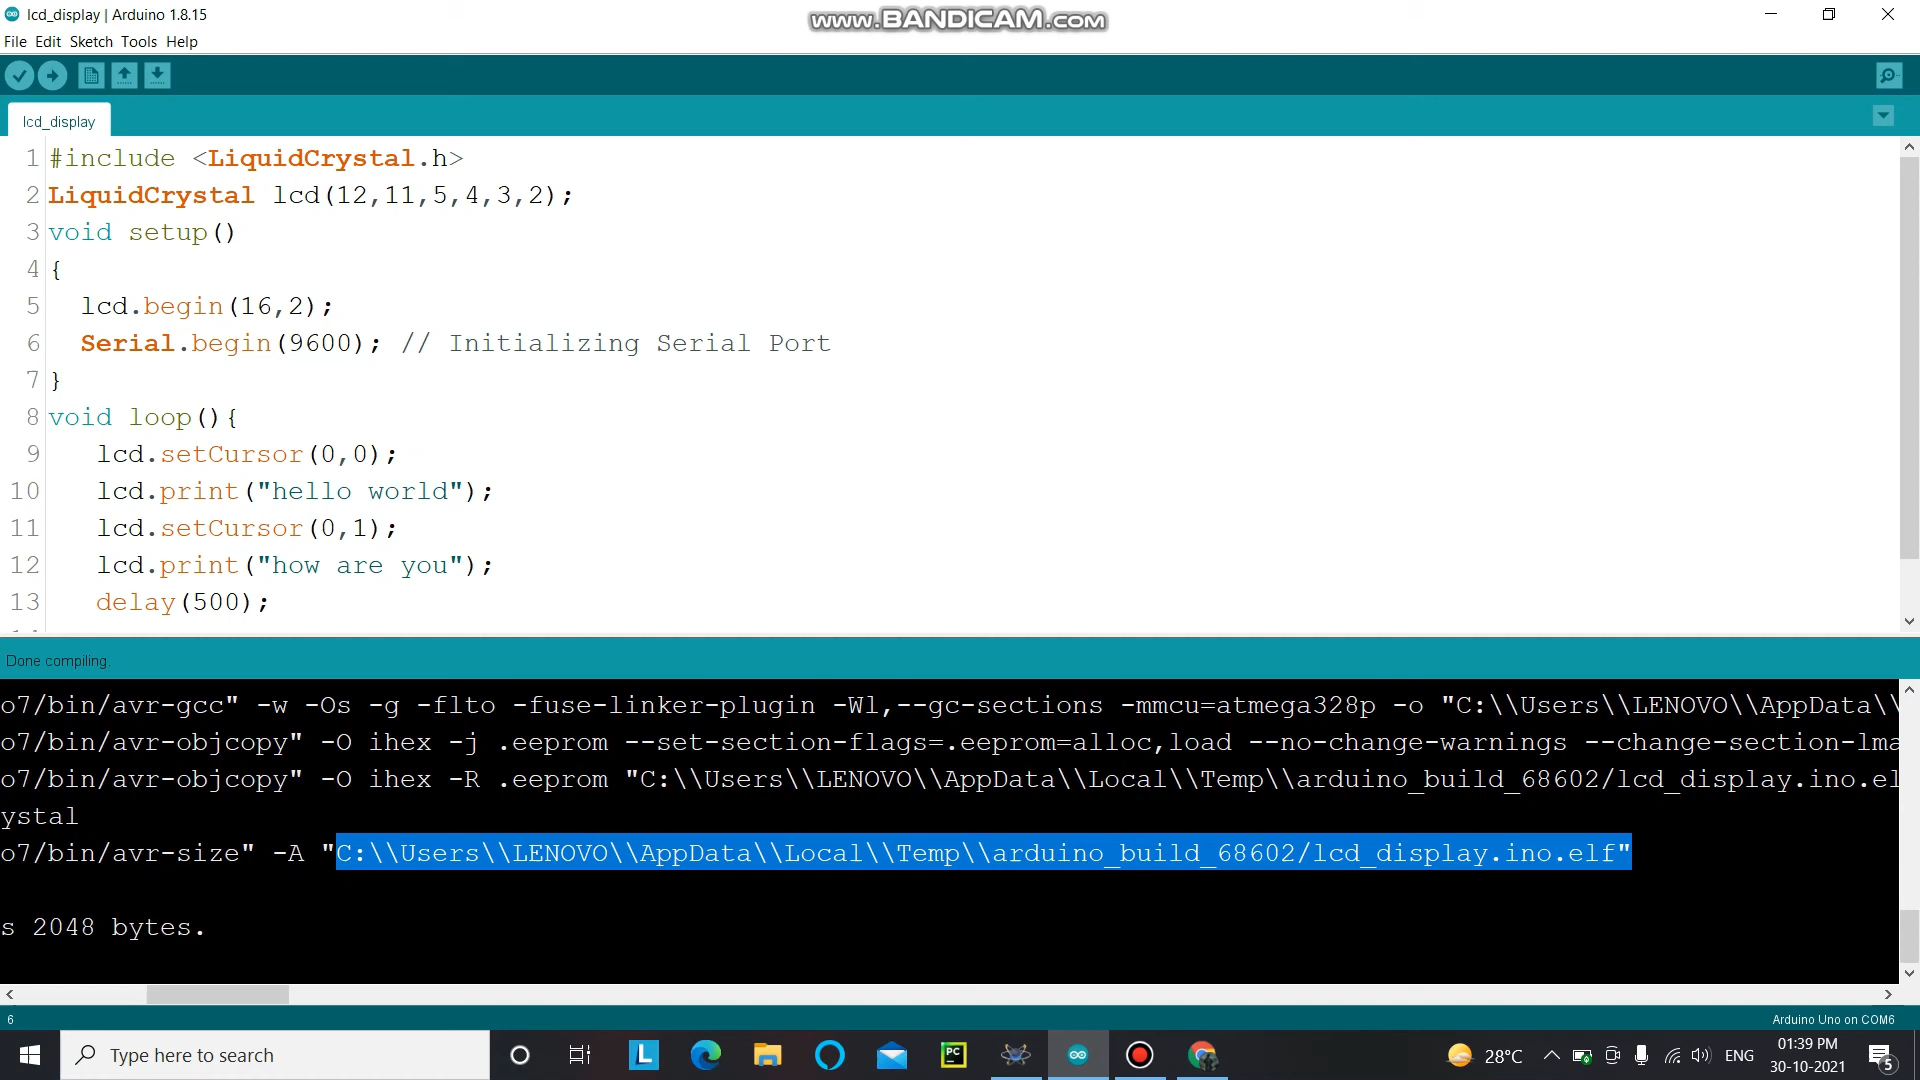 lcd_display | Arduino 1.8.15
www.BANDICAM.com
File Edit Sketch Tools Help
lcd_display
1 #include <LiquidCrystal.h>
2 LiquidCrystal lcd(12,11,5,4,3,2);
3 void setup()
4 {
5 lcd.begin(16,2);
6 Serial.begin(9600); // Initializing Serial Port
7 }
8 void loop(){
9 lcd.setCursor(0,0);
10 lcd.print("hello world");
11 lcd.setCursor(0,1);
12 lcd.print("how are you");
13 delay(500);
Done compiling.
o7/bin/avr-gcc" -w -Os -g -flto -fuse-linker-plugin -Wl,--gc-sections -mmcu=atmega328p -o "C:\\Users\\LENOVO\\AppData\\
o7/bin/avr-objcopy" -O ihex -j .eeprom --set-section-flags=.eeprom=alloc,load --no-change-warnings --change-section-lma
o7/bin/avr-objcopy" -O ihex -R .eeprom "C:\\Users\\LENOVO\\AppData\\Local\\Temp\\arduino_build_68602/lcd_display.ino.el
ystal
o7/bin/avr-size" -A "C:\\Users\\LENOVO\\AppData\\Local\\Temp\\arduino_build_68602/lcd_display.ino.elf"
s 2048 bytes.
6
Arduino Uno on COM6
Type here to search
L
PC
28°C
ENG
01:39 PM
30-10-2021
5